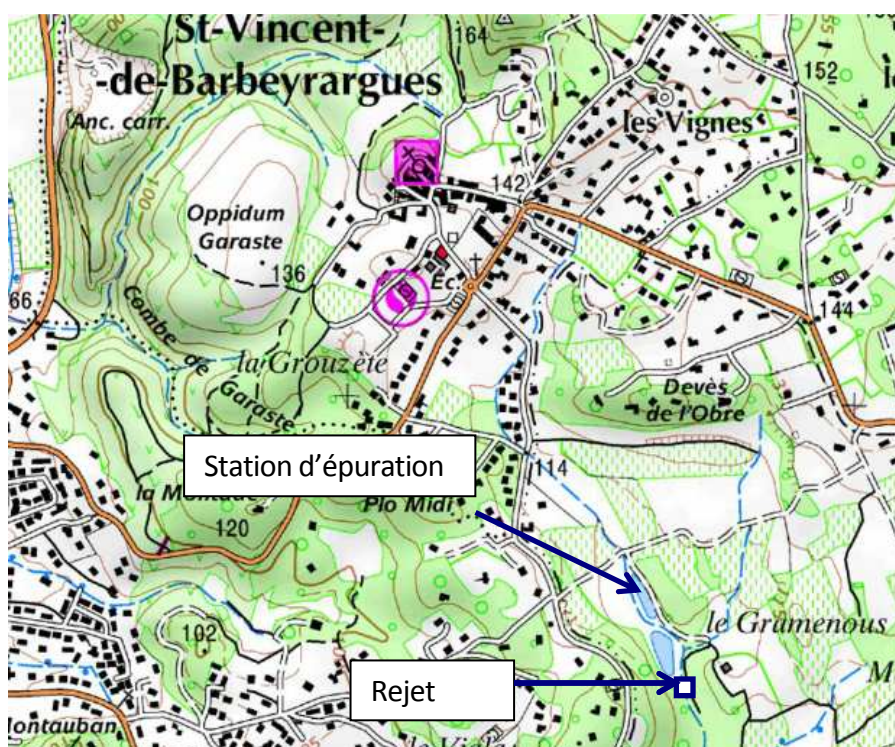 St-Vincent-
-de-Barbeyrargues
164
152
Anc. carr.
les Vignes
100
142
Oppidum
Garaste
136
Éc.
144
66
Combe de Garaste
la Grouzète
Devès
de l'Obre
Station d'épuration
114
Plo Midi
120
102
le Gramenous
M
Rejet
Montauban